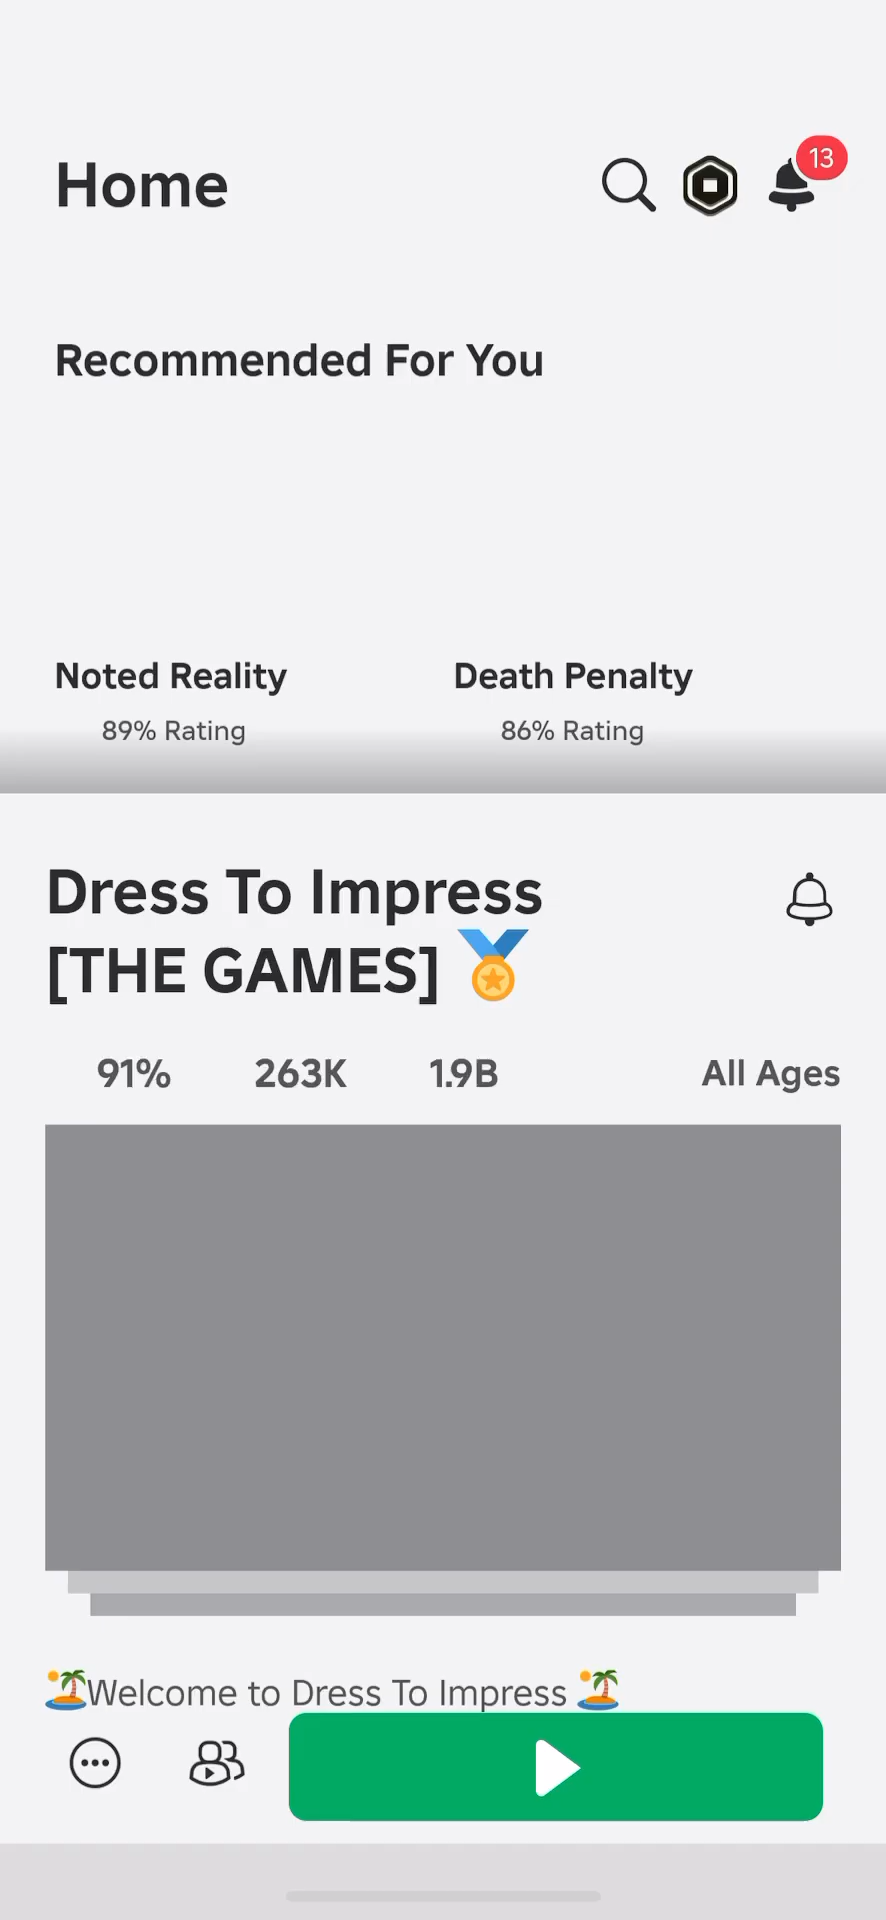 Home
13
Recommended For You
Noted Reality
Death Penalty
89% Rating
86% Rating
Dress To Impress
[THE GAMES] 🏅
91%
263K
1.9B
All Ages
🏝️Welcome to Dress To Impress 🏝️